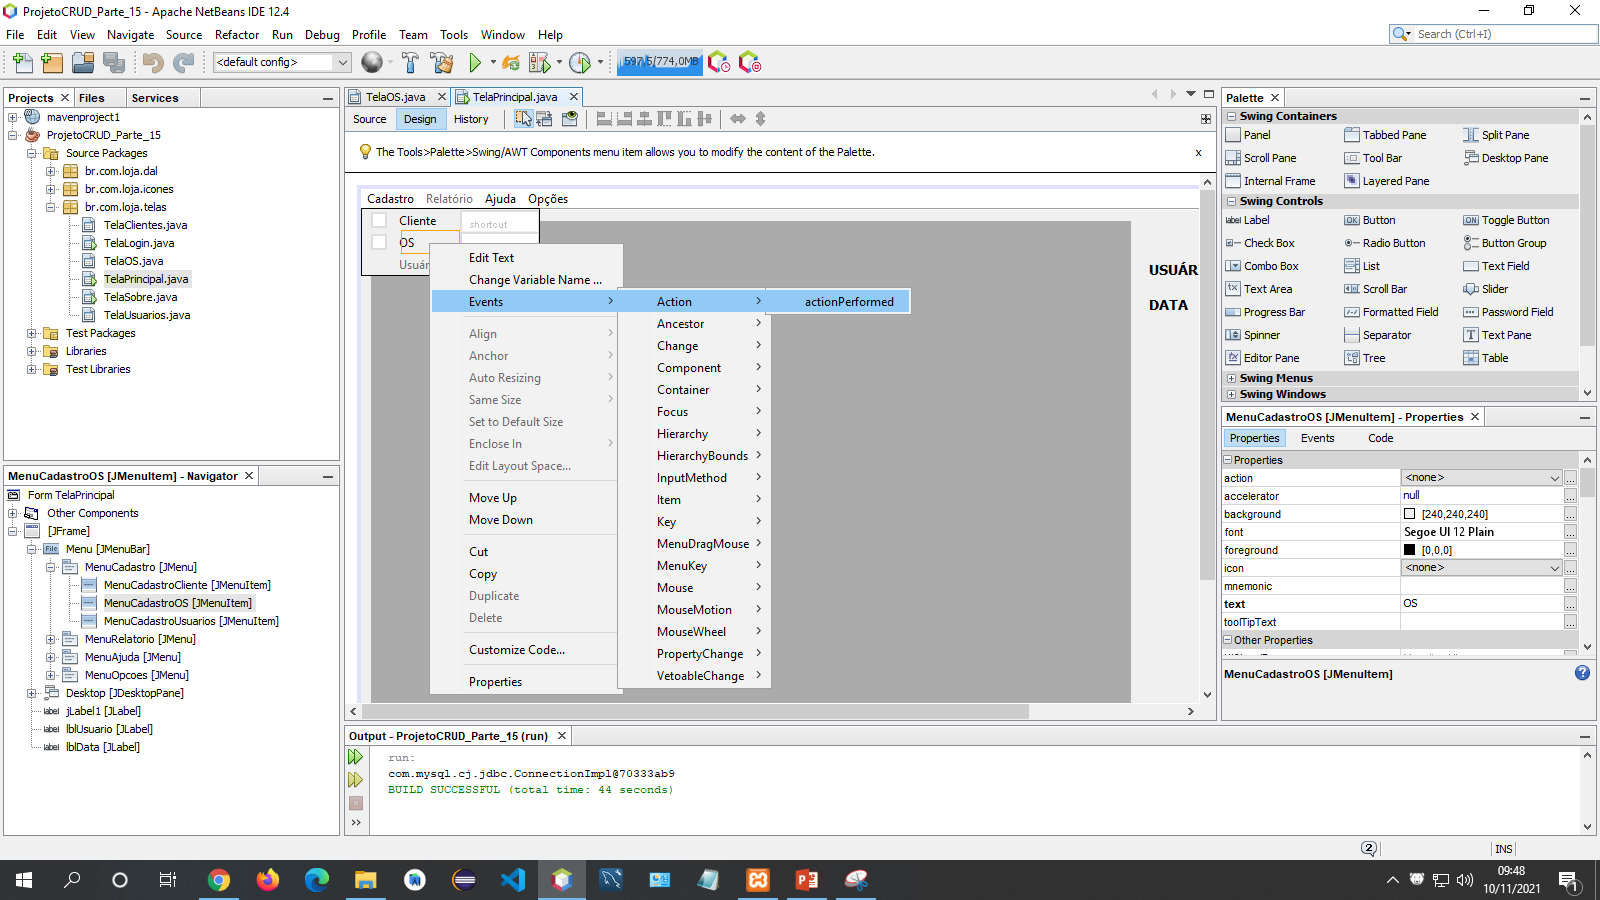 ProjetoCRUD_Parte_15 - Apache NetBeans IDE 12.4
File Edit View Navigate Source Refactor Run Debug Profile Team Tools Window Help
Search (Ctrl+I)
<default config>
597,5/774,0MB
Projects Files Services
mavenproject1
ProjetoCRUD_Parte_15
Source Packages
br.com.loja.dal
br.com.loja.icones
br.com.loja.telas
TelaClientes.java
TelaLogin.java
TelaOS.java
TelaPrincipal.java
TelaSobre.java
TelaUsuarios.java
Test Packages
Libraries
Test Libraries
MenuCadastroOS [JMenuItem] - Navigator
Form TelaPrincipal
Other Components
[JFrame]
Menu [JMenuBar]
MenuCadastro [JMenu]
MenuCadastroCliente [JMenuItem]
MenuCadastroOS [JMenuItem]
MenuCadastroUsuarios [JMenuItem]
MenuRelatorio [JMenu]
MenuAjuda [JMenu]
MenuOpcoes [JMenu]
Desktop [JDesktopPane]
jLabel1 [JLabel]
lblUsuario [JLabel]
lblData [JLabel]
TelaOS.java TelaPrincipal.java
Source Design History
The Tools>Palette>Swing/AWT Components menu item allows you to modify the content of the Palette.
x
Cadastro Relatório Ajuda Opções
Cliente shortcut
OS
Usuár
USUÁR
DATA
Edit Text
Change Variable Name ...
Events
Align
Anchor
Auto Resizing
Same Size
Set to Default Size
Enclose In
Edit Layout Space...
Move Up
Move Down
Cut
Copy
Duplicate
Delete
Customize Code...
Properties
Action
Ancestor
Change
Component
Container
Focus
Hierarchy
HierarchyBounds
InputMethod
Item
Key
MenuDragMouse
MenuKey
Mouse
MouseMotion
MouseWheel
PropertyChange
VetoableChange
actionPerformed
Output - ProjetoCRUD_Parte_15 (run)
run:
com.mysql.cj.jdbc.ConnectionImpl@70333ab9
BUILD SUCCESSFUL (total time: 44 seconds)
Palette
Swing Containers
Panel Tabbed Pane Split Pane
Scroll Pane Tool Bar Desktop Pane
Internal Frame Layered Pane
Swing Controls
label Label OK Button ON Toggle Button
Check Box Radio Button Button Group
Combo Box List Text Field
Text Area Scroll Bar Slider
Progress Bar Formatted Field Password Field
Spinner Separator Text Pane
Editor Pane Tree Table
Swing Menus
Swing Windows
MenuCadastroOS [JMenuItem] - Properties
Properties Events Code
Properties
action <none>
accelerator null
background [240,240,240]
font Segoe UI 12 Plain
foreground [0,0,0]
icon <none>
mnemonic
text OS
toolTipText
Other Properties
MenuCadastroOS [JMenuItem]
2
INS
09:48
10/11/2021
1